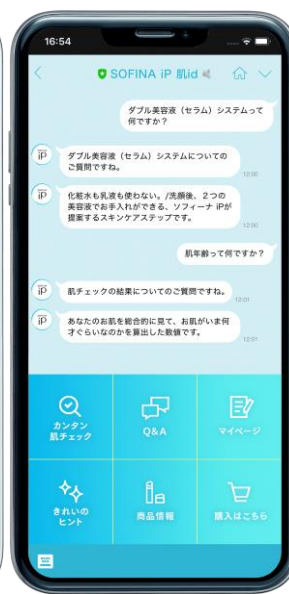 16:54
SOFINA iP 肌id
ダブル美容液（セラム）システムって
何ですか？
iP
ダブル美容液（セラム）システムについての
ご質問ですね。
12:00
iP
化粧水も乳液も使わない。/洗顔後、2つの
美容液でお手入れができる、ソフィーナ iPが
提案するスキンケアステップです。
12:00
肌年齢って何ですか？
iP
肌チェックの結果についてのご質問ですね。
12:01
iP
あなたのお肌を総合的に見て、お肌がいま何
才ぐらいなのかを算出した数値です。
12:01
カンタン
肌チェック
Q&A
マイページ
きれいの
ヒント
商品情報
購入はこちら